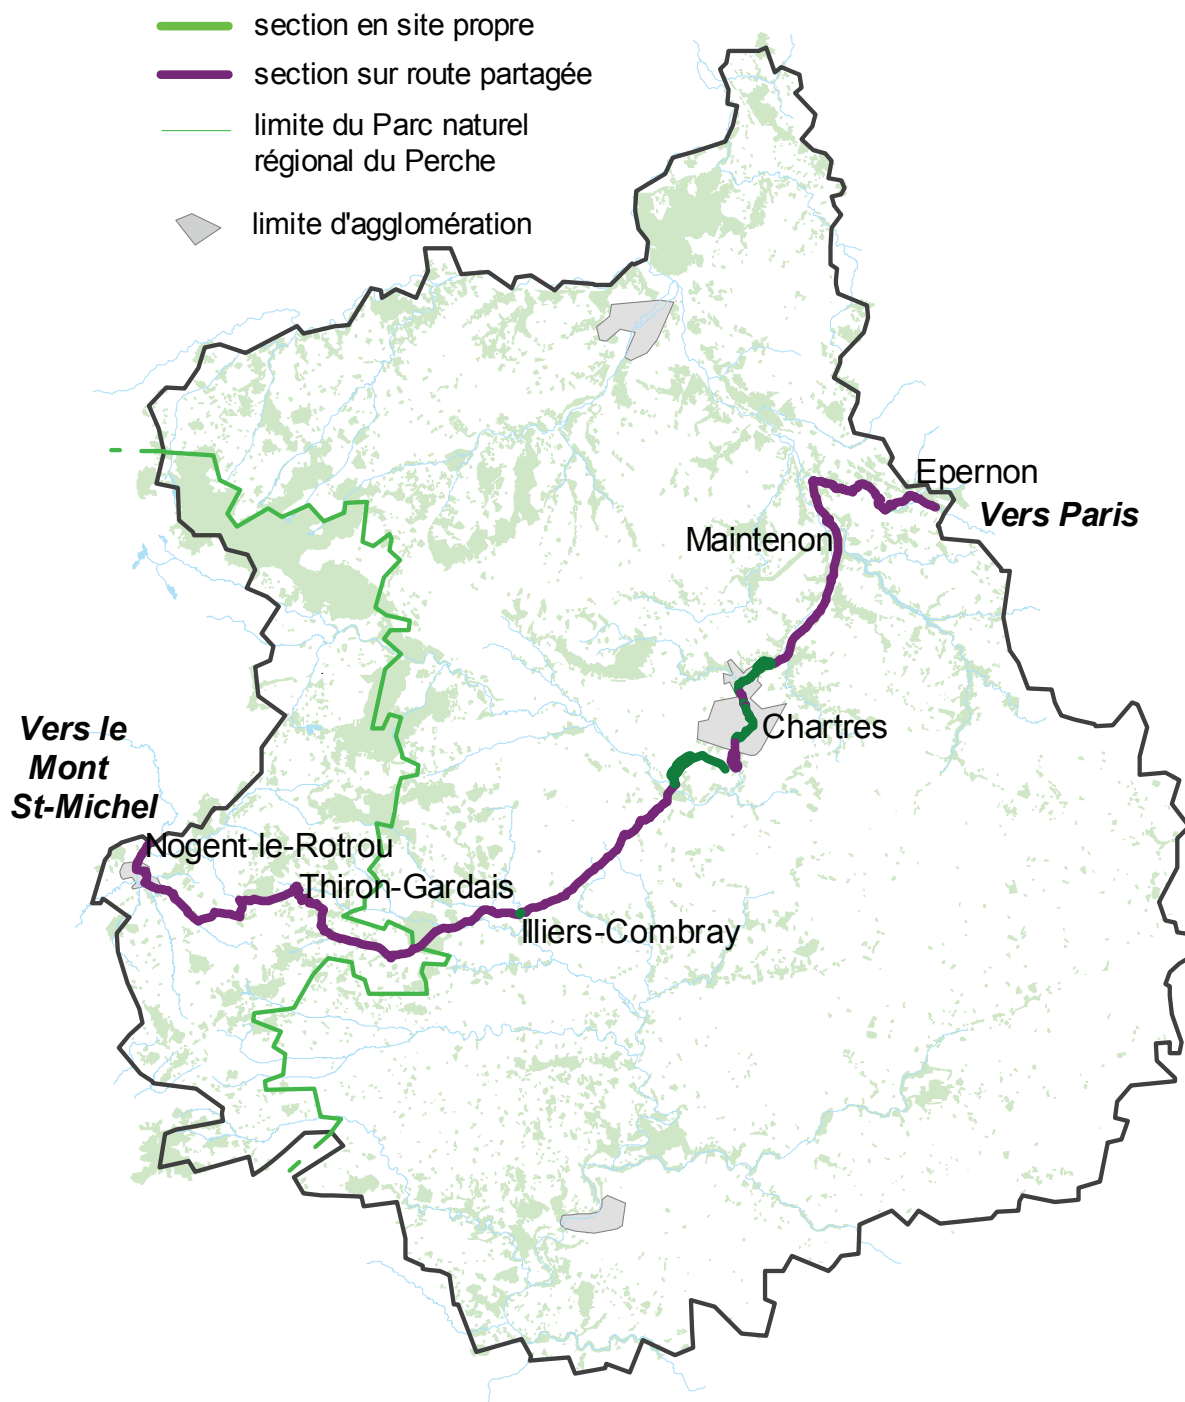 section en site propre
section sur route partagée
limite du Parc naturel
régional du Perche
limite d'agglomération
Epernon
Vers Paris
Maintenon
Chartres
Vers le
Mont
St-Michel
Nogent-le-Rotrou
Thiron-Gardais
Illiers-Combray